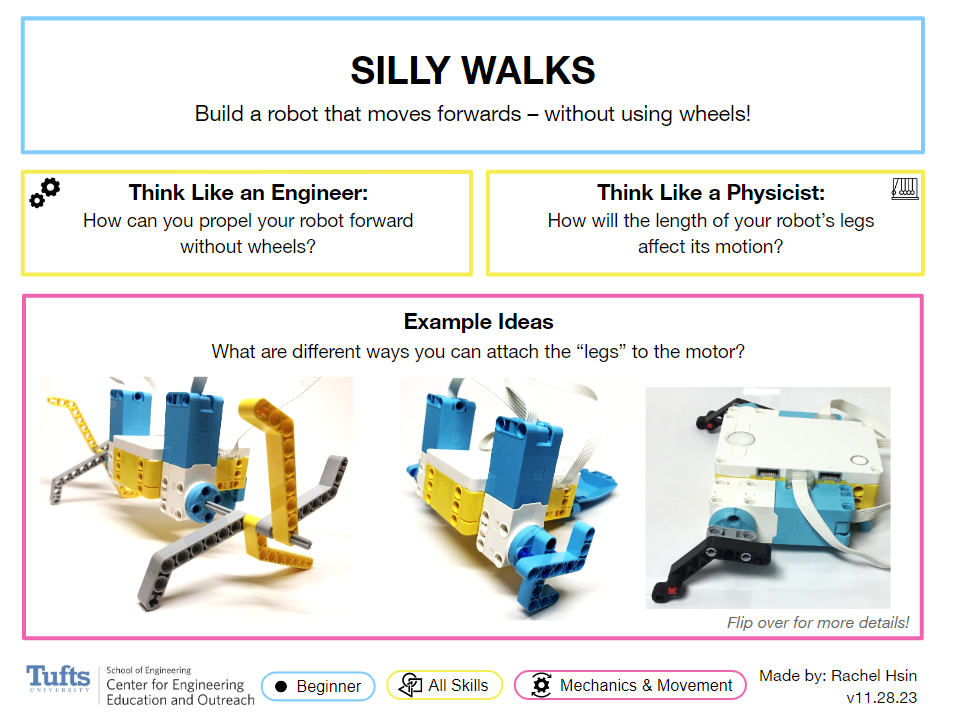 SILLY WALKS
Build a robot that moves forwards – without using wheels!
Think Like an Engineer:
How can you propel your robot forward
without wheels?
Think Like a Physicist:
How will the length of your robot’s legs
affect its motion?
Example Ideas
What are different ways you can attach the “legs” to the motor?
Flip over for more details!
Tufts
UNIVERSITY
School of Engineering
Center for Engineering
Education and Outreach
Beginner
All Skills
Mechanics & Movement
Made by: Rachel Hsin
v11.28.23